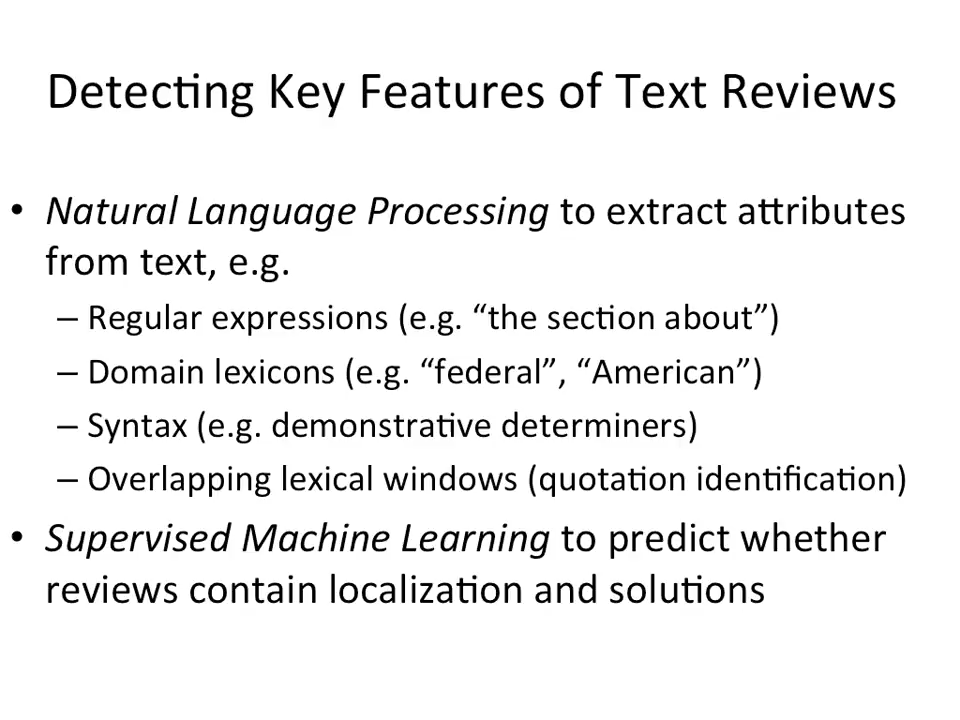 Detecting Key Features of Text Reviews
• Natural Language Processing to extract attributes
from text, e.g.
– Regular expressions (e.g. “the section about”)
– Domain lexicons (e.g. “federal”, “American”)
– Syntax (e.g. demonstrative determiners)
– Overlapping lexical windows (quotation identification)
• Supervised Machine Learning to predict whether
reviews contain localization and solutions